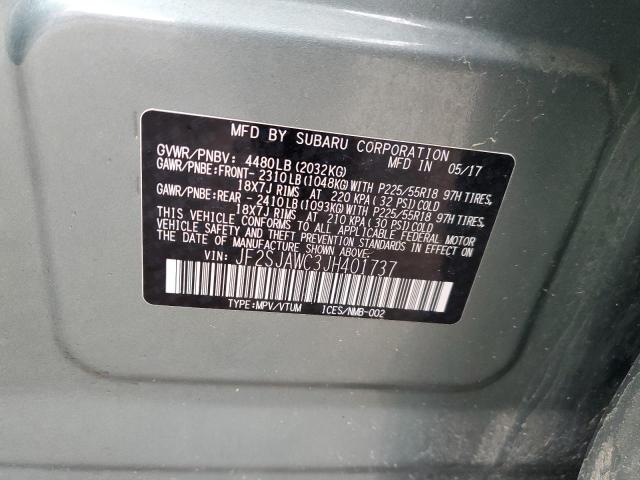 MFD BY SUBARU CORPORATION
MFD IN 05/17
GVWR/PNBV: 4480LB (2032KG)
GAWR/PNBE:FRONT- 2310LB (1048KG) WITH P225/55R18 97H TIRES,
18X7J RIMS AT 220 KPA (32 PSI) COLD
GAWR/PNBE:REAR - 2410LB (1093KG) WITH P225/55R18 97H TIRES,
18X7J RIMS AT 210 KPA (30 PSI) COLD
THIS VEHICLE CONFORMS TO ALL APPLICABLE FEDERAL MOTOR
VEHICLE SAFETY AND THEFT PREVENTION STANDARDS IN EFFECT ON
THE DATE OF MANUFACTURE SHOWN ABOVE.
VIN: JF2SJAWC3JH401737
TYPE:MPV/VTUM ICES/NMB-002